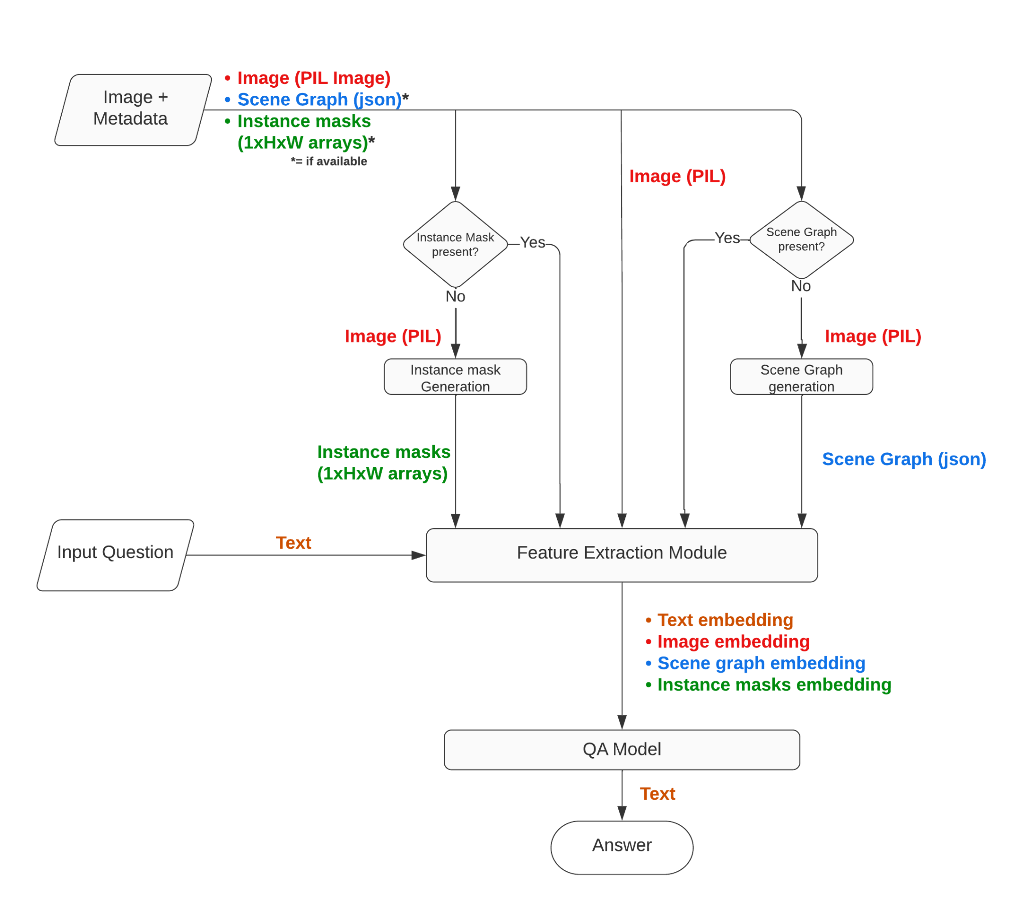 Image +
Metadata
• Image (PIL Image)
• Scene Graph (json)*
• Instance masks
(1xHxW arrays)*
*= if available
Image (PIL)
Instance Mask
present?
Yes
No
Yes
Scene Graph
present?
No
Image (PIL)
Image (PIL)
Instance mask
Generation
Scene Graph
generation
Instance masks
(1xHxW arrays)
Scene Graph (json)
Input Question
Text
Feature Extraction Module
• Text embedding
• Image embedding
• Scene graph embedding
• Instance masks embedding
QA Model
Text
Answer